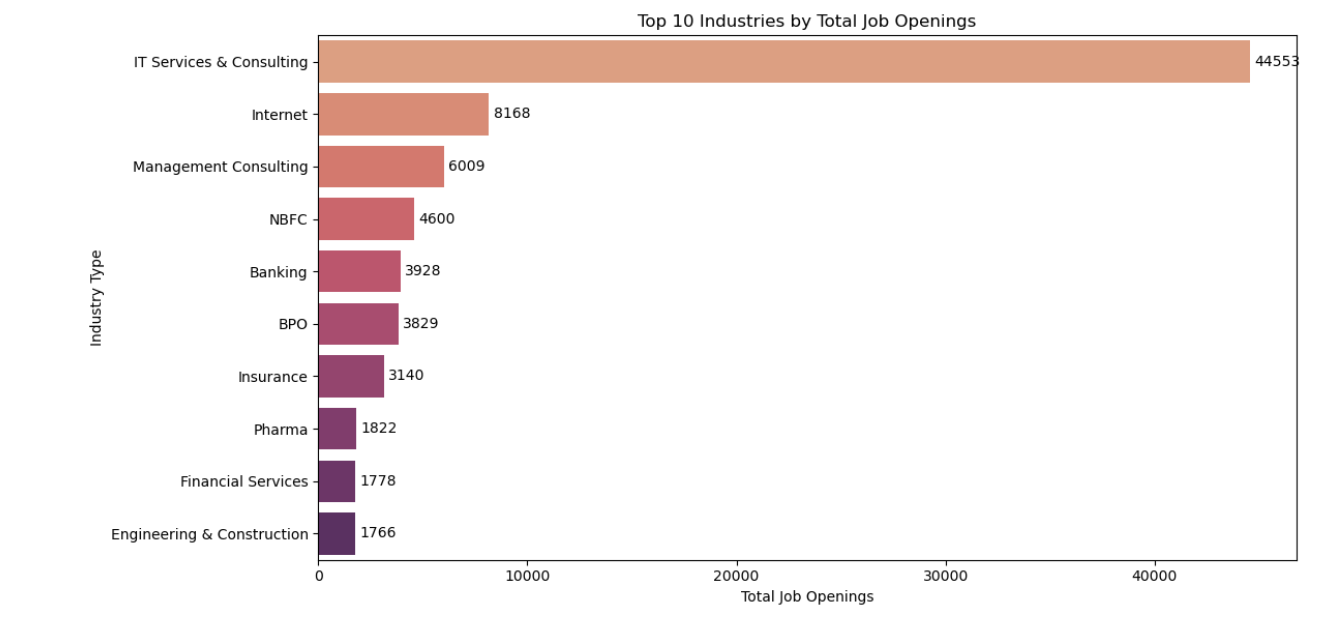 Top 10 Industries by Total Job Openings
Industry Type
IT Services & Consulting 44553
Internet 8168
Management Consulting 6009
NBFC 4600
Banking 3928
BPO 3829
Insurance 3140
Pharma 1822
Financial Services 1778
Engineering & Construction 1766
0 10000 20000 30000 40000
Total Job Openings